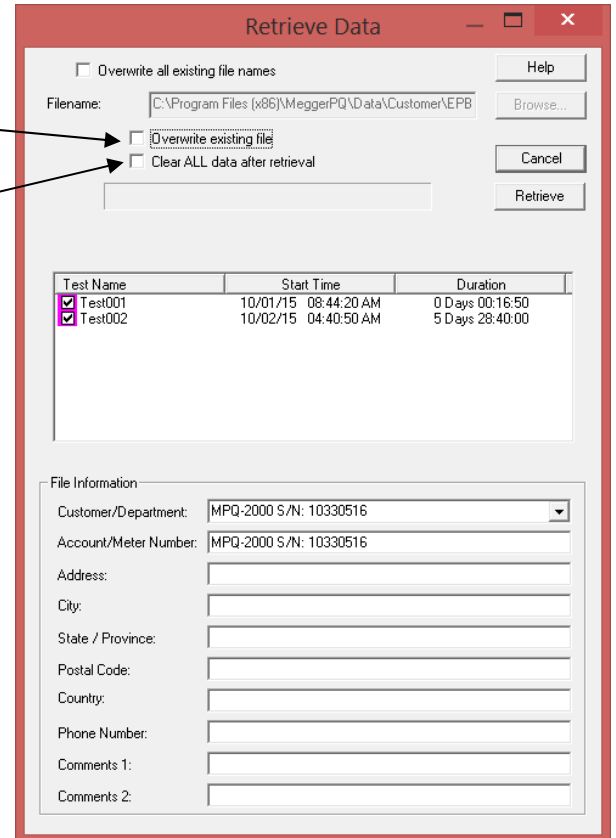 Retrieve Data
Overwrite all existing file names
Help
Filename: C:\Program Files (x86)\MeggerPQ\Data\Customer\EPB Browse...
Overwrite existing file
Clear ALL data after retrieval
Cancel
Retrieve
Test Name Start Time Duration
Test001 10/01/15 08:44:20 AM 0 Days 00:16:50
Test002 10/02/15 04:40:50 AM 5 Days 28:40:00
File Information
Customer/Department: MPQ-2000 S/N: 10330516
Account/Meter Number: MPQ-2000 S/N: 10330516
Address:
City:
State / Province:
Postal Code:
Country:
Phone Number:
Comments 1:
Comments 2: